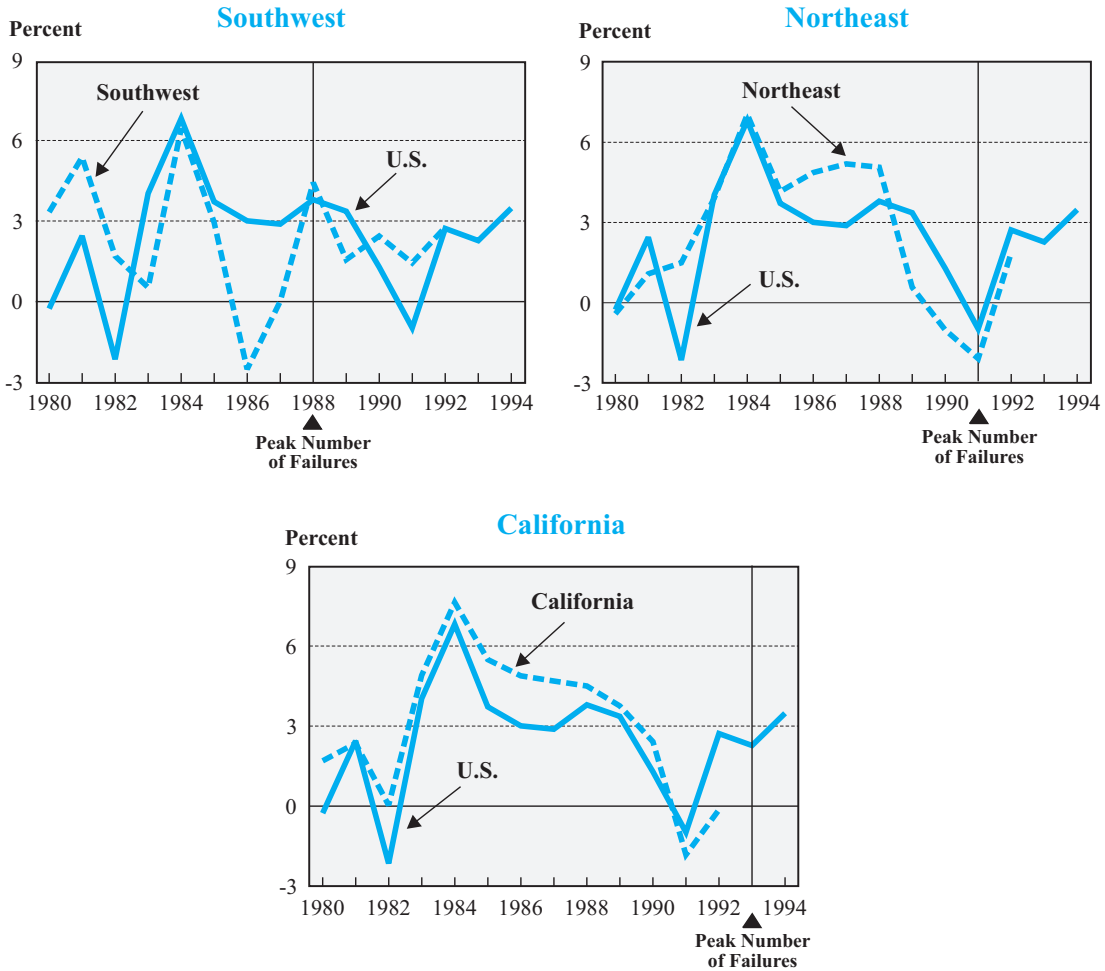 Southwest
Percent
9
6
3
0
-3
Southwest
U.S.
1980 1982 1984 1986 1988 1990 1992 1994
Peak Number
of Failures
Northeast
Percent
9
6
3
0
-3
Northeast
U.S.
1980 1982 1984 1986 1988 1990 1992 1994
Peak Number
of Failures
California
Percent
9
6
3
0
-3
California
U.S.
1980 1982 1984 1986 1988 1990 1992 1994
Peak Number
of Failures